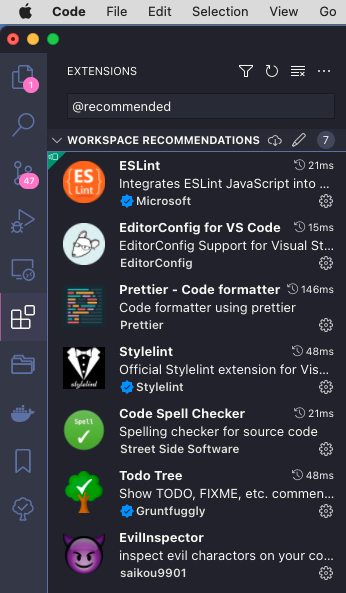 Code File Edit Selection View Go
EXTENSIONS
1
@recommended
WORKSPACE RECOMMENDATIONS 7
47
ES
Lint
ESLint 21ms
Integrates ESLint JavaScript into ...
Microsoft
EditorConfig for VS Code 15ms
EditorConfig Support for Visual St...
EditorConfig
Prettier - Code formatter 146ms
Code formatter using prettier
Prettier
stylelint
Stylelint 48ms
Official Stylelint extension for Vis...
Stylelint
Spell
Code Spell Checker 21ms
Spelling checker for source code
Street Side Software
Todo Tree 48ms
Show TODO, FIXME, etc. commen...
Gruntfuggly
EvilInspector
inspect evil charactors on your co...
saikou9901